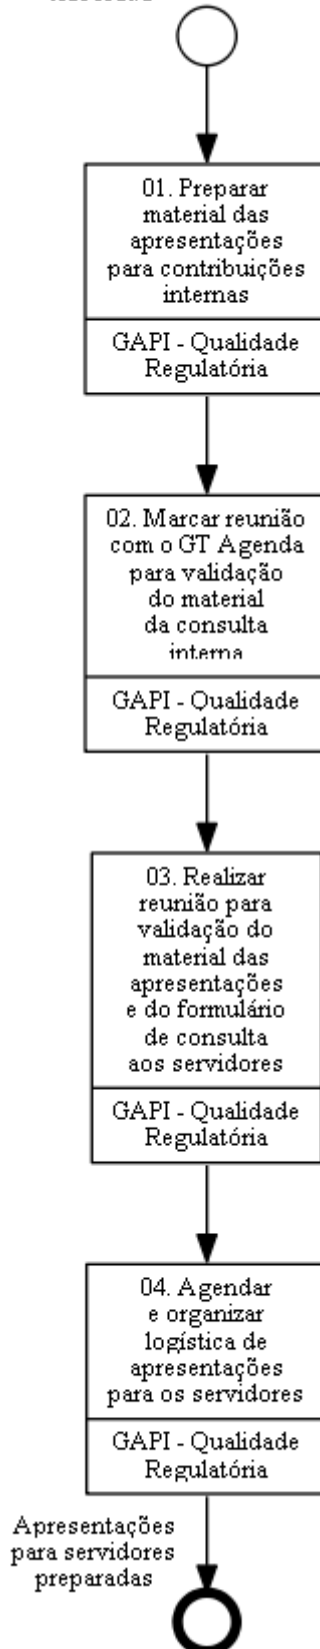 01. Preparar
material das
apresentações
para contribuições
internas
GAPI - Qualidade
Regulatória
02. Marcar reunião
com o GT Agenda
para validação
do material
da consulta
interna
GAPI - Qualidade
Regulatória
03. Realizar
reunião para
validação do
material das
apresentações
e do formulário
de consulta
aos servidores
GAPI - Qualidade
Regulatória
04. Agendar
e organizar
logística de
apresentações
para os servidores
GAPI - Qualidade
Regulatória
Apresentações
para servidores
preparadas